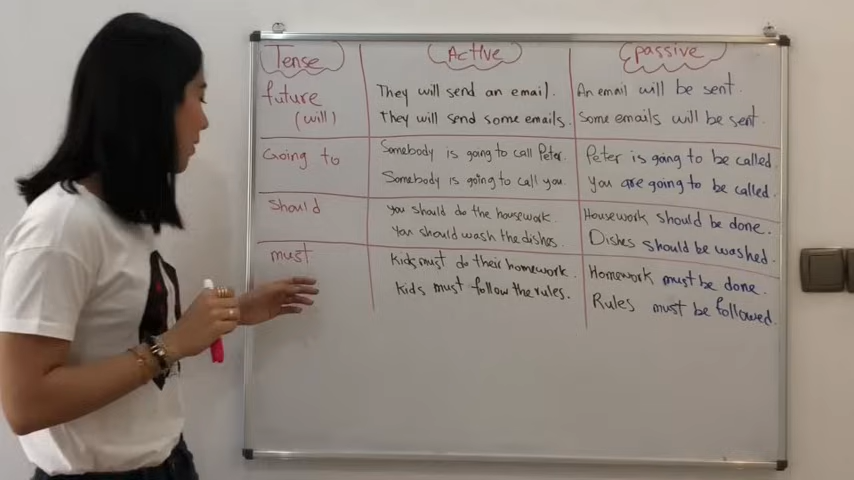 Tense Active passive
future They will send an email. An email will be sent.
(will) They will send some emails. Some emails will be sent.
Going to Somebody is going to call Peter. Peter is going to be called.
Somebody is going to call you. You are going to be called.
should you should do the housework. Housework should be done.
You should wash the dishes. Dishes should be washed.
must kids must do their homework. Homework must be done.
kids must follow the rules. Rules must be followed.